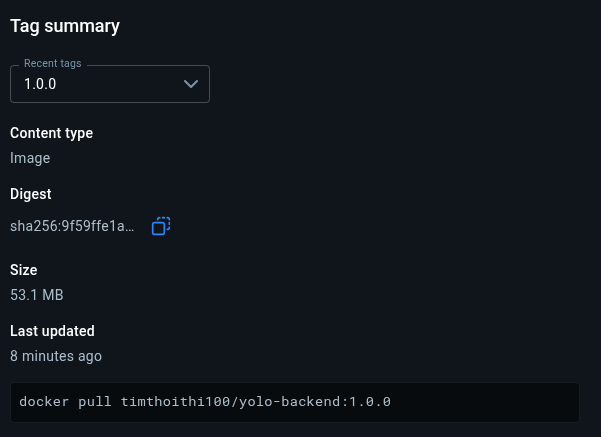 Tag summary
Recent tags
1.0.0
Content type
Image
Digest
sha256:9f59ffe1a...
Size
53.1 MB
Last updated
8 minutes ago
docker pull timthoithi100/yolo-backend:1.0.0